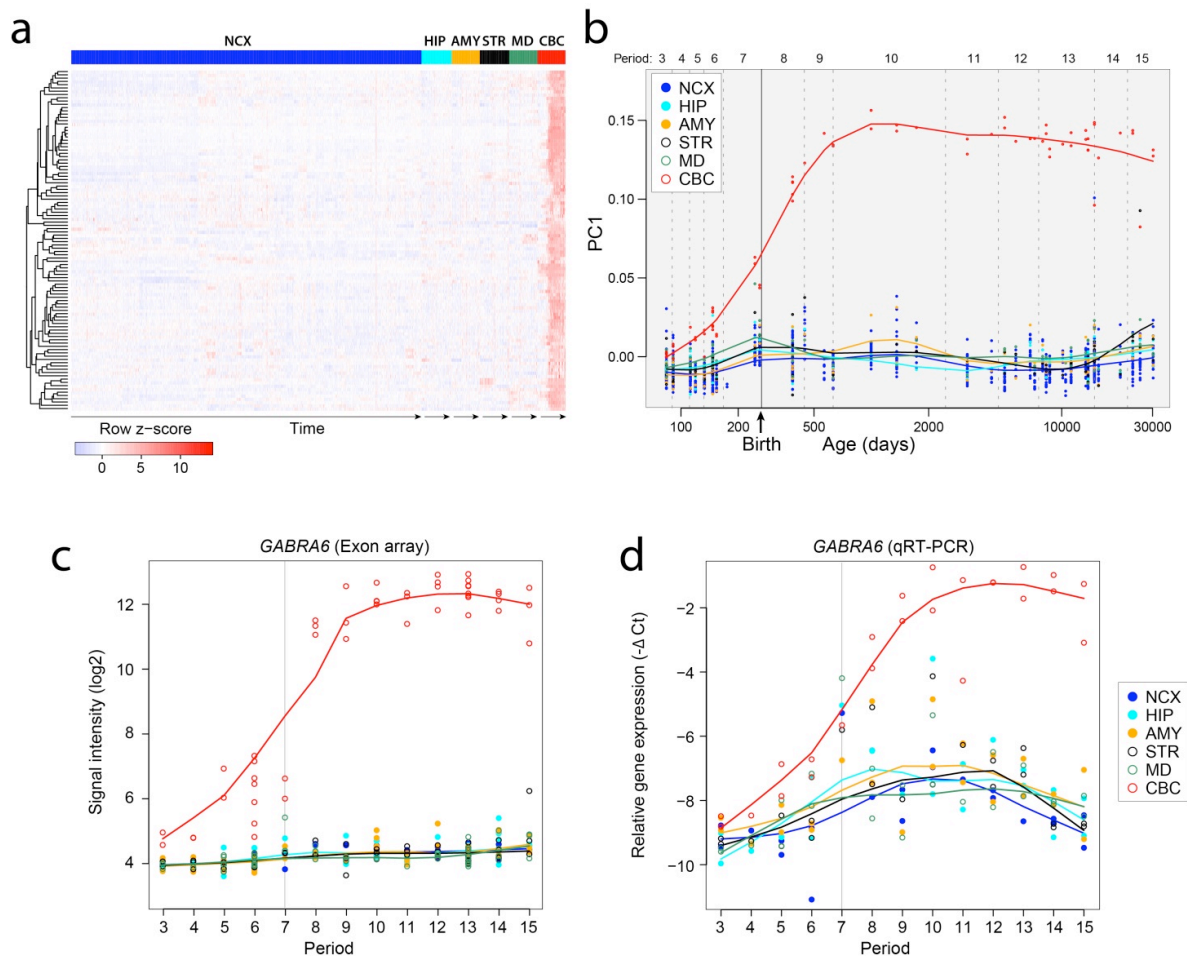 a
NCX HIP AMY STR MD CBC
Row z-score
Time
0 5 10
b
Period: 3 4 5 6 7 8 9 10 11 12 13 14 15
NCX
HIP
AMY
STR
MD
CBC
PC1
0.15
0.10
0.05
0.00
100 200 500 2000 10000 30000
Birth
Age (days)
c
GABRA6 (Exon array)
Signal intensity (log2)
12
10
8
6
4
3 4 5 6 7 8 9 10 11 12 13 14 15
Period
d
GABRA6 (qRT-PCR)
Relative gene expression (-Δ Ct)
−2
−4
−6
−8
−10
3 4 5 6 7 8 9 10 11 12 13 14 15
Period
NCX
HIP
AMY
STR
MD
CBC